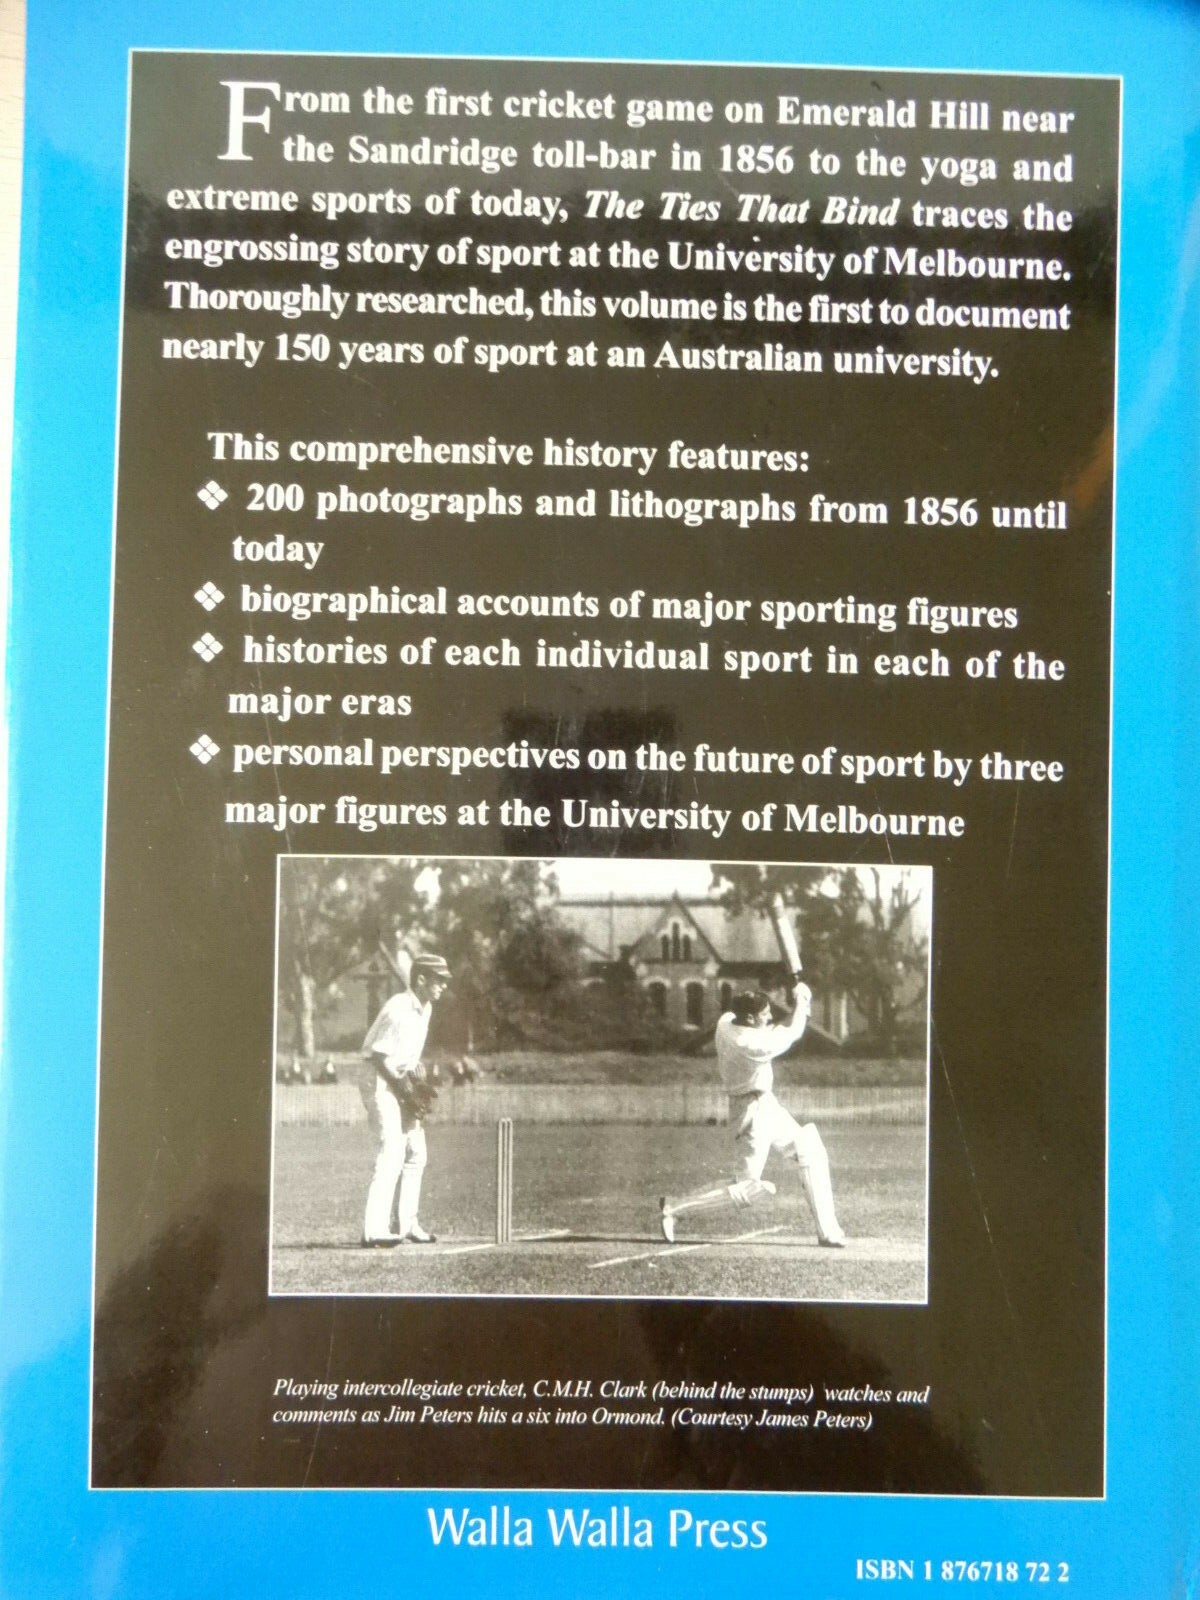 From the first cricket game on Emerald Hill near
the Sandridge toll-bar in 1856 to the yoga and
extreme sports of today, The Ties That Bind traces the
engrossing story of sport at the University of Melbourne.
Thoroughly researched, this volume is the first to document
nearly 150 years of sport at an Australian university.
This comprehensive history features:
❖ 200 photographs and lithographs from 1856 until
today
❖ biographical accounts of major sporting figures
❖ histories of each individual sport in each of the
major eras
❖ personal perspectives on the future of sport by three
major figures at the University of Melbourne
Playing intercollegiate cricket, C.M.H. Clark (behind the stumps) watches and
comments as Jim Peters hits a six into Ormond. (Courtesy James Peters)
Walla Walla Press
ISBN 1 876718 72 2